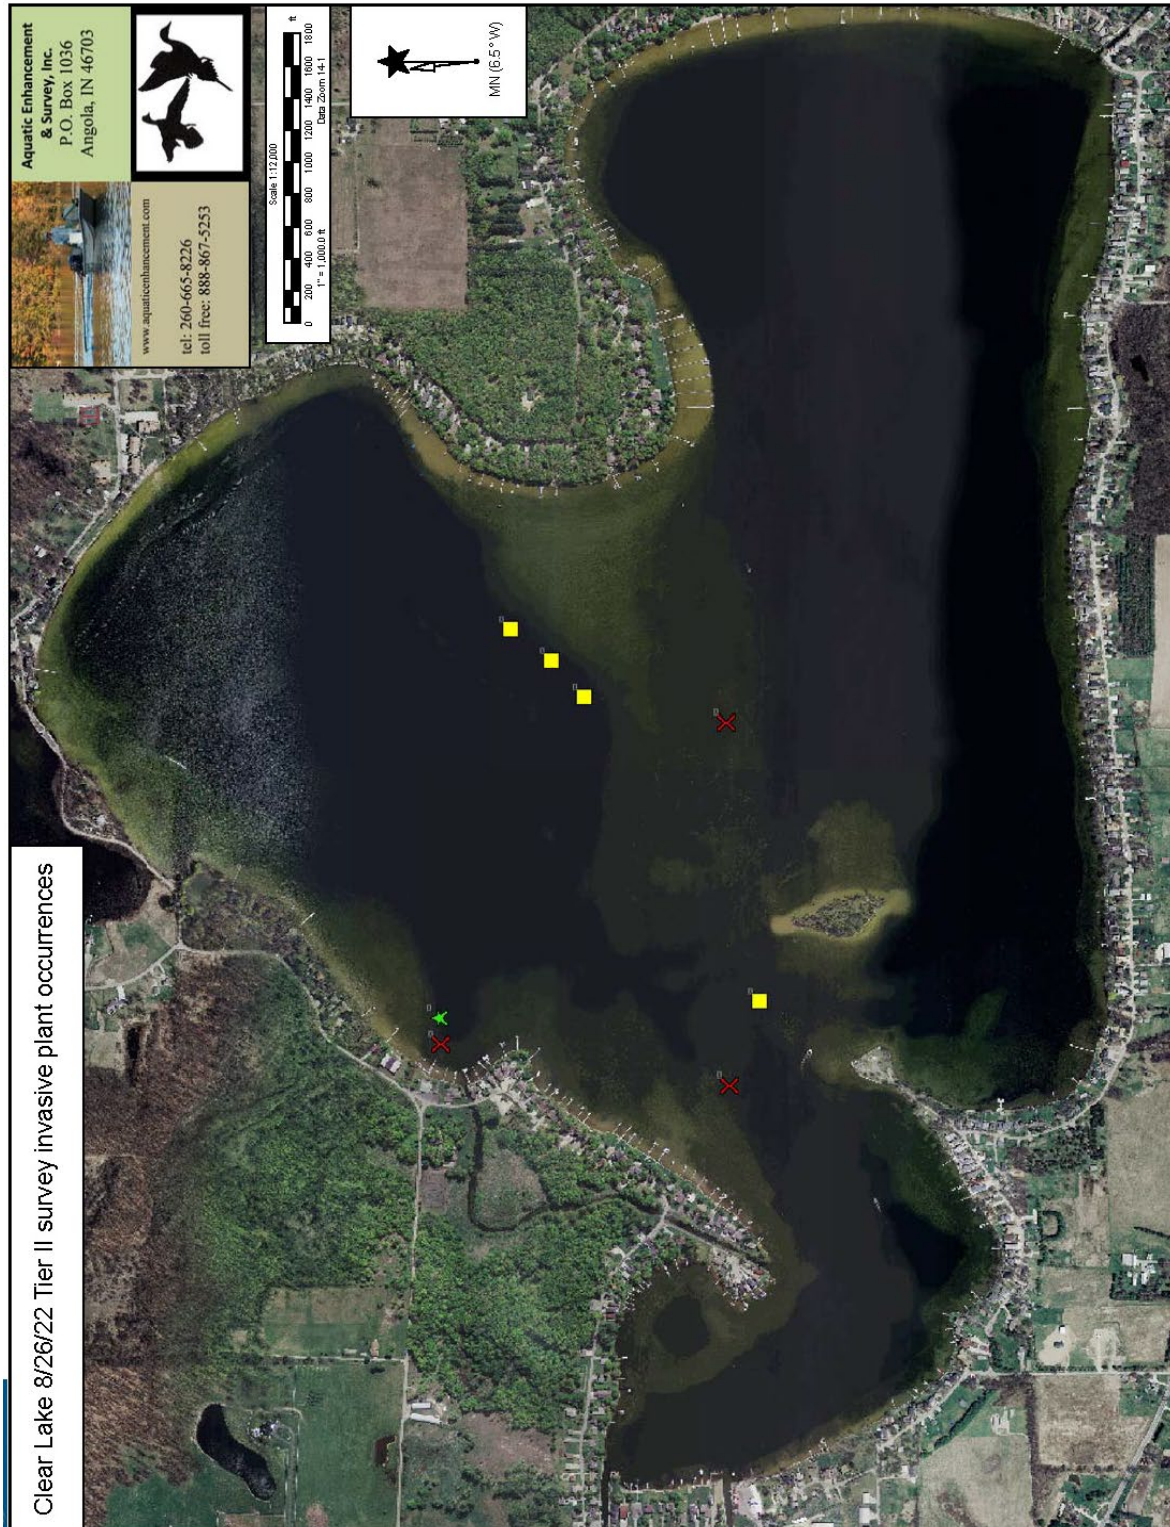 Clear Lake 8/26/22 Tier II survey invasive plant occurrences
Aquatic Enhancement
& Survey, Inc.
P.O. Box 1036
Angola, IN 46703
www.aquaticenhancement.com
tel: 260-665-8226
toll free: 888-867-5253
Scale 1:12,000
0 200 400 600 800 1000 1200 1400 1600 1800 ft
1" = 1,000.0 ft Data Zoom 14-1
MN (6.5° W)